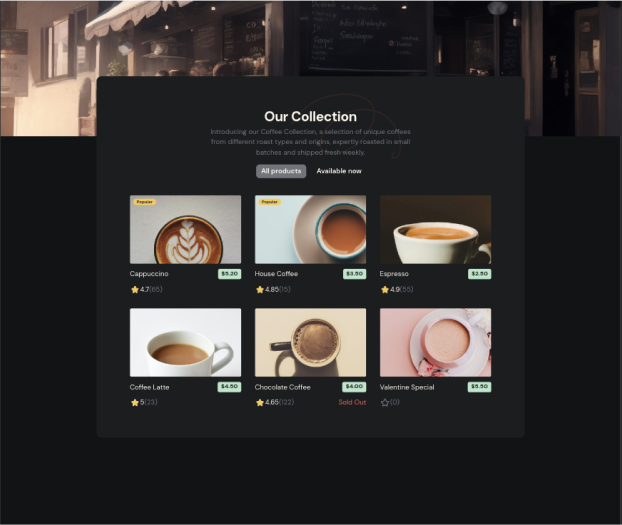 Our Collection
Introducing our Coffee Collection, a selection of unique coffees
from different roast types and origins, expertly roasted in small
batches and shipped fresh weekly.
All products
Available now
Popular
Popular
Cappuccino
$5.20
House Coffee
$3.50
Espresso
$2.50
4.7(65)
4.85(15)
4.9(55)
Coffee Latte
$4.50
Chocolate Coffee
$4.00
Valentine Special
$5.50
5(23)
4.65(122)
Sold Out
(0)